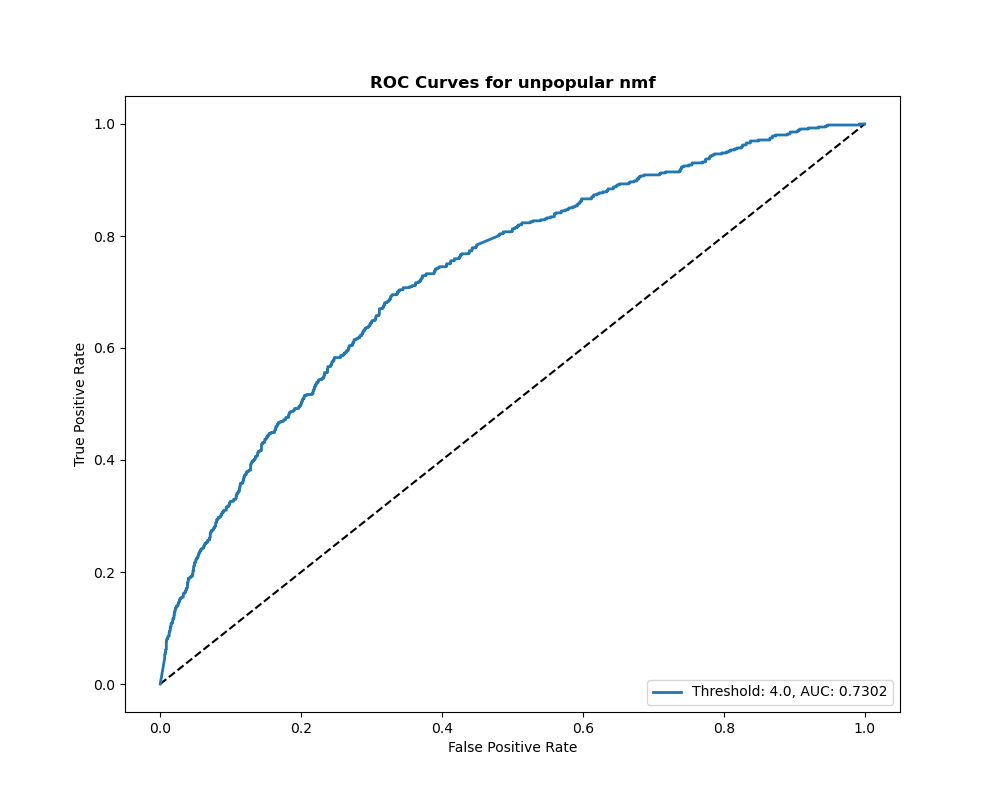 ROC Curves for unpopular nmf
True Positive Rate
1.0
0.8
0.6
0.4
0.2
0.0
Threshold: 4.0, AUC: 0.7302
0.0 0.2 0.4 0.6 0.8 1.0
False Positive Rate